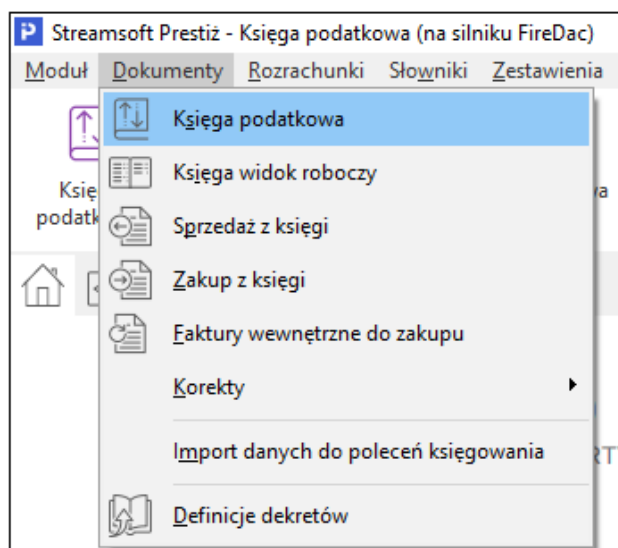 Streamsoft Prestiż - Księga podatkowa (na silniku FireDac)
Moduł Dokumenty Rozrachunki Słowniki Zestawienia
Księga podatkowa
Księga widok roboczy
Sprzedaż z księgi
Zakup z księgi
Faktury wewnętrzne do zakupu
Korekty
Import danych do poleceń księgowania
Definicje dekretów